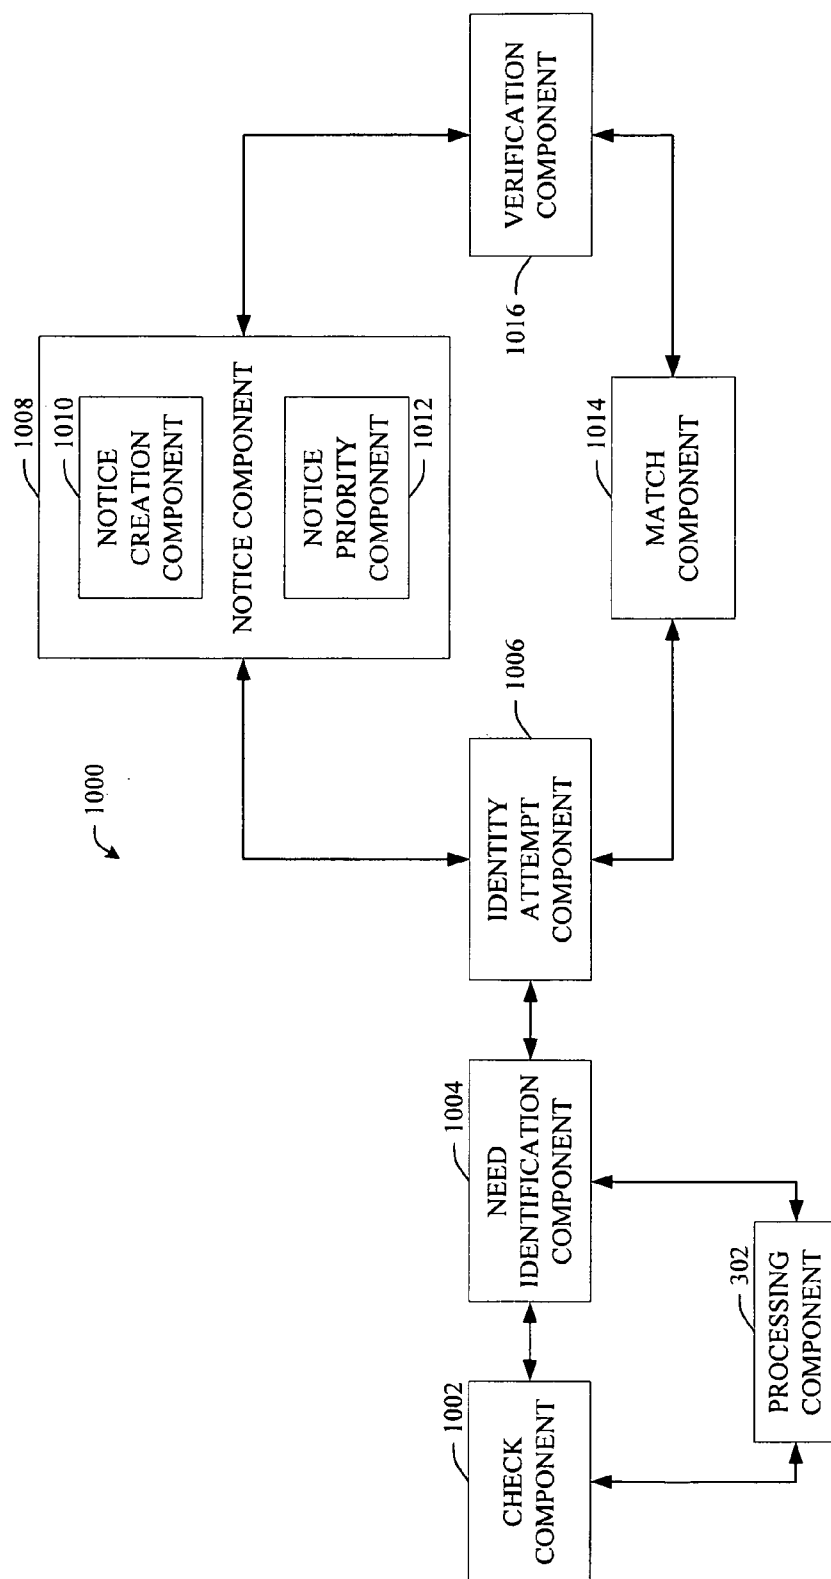 1000
1008
1010
NOTICE
CREATION
COMPONENT
NOTICE COMPONENT
NOTICE
PRIORITY
COMPONENT
1012
1002
CHECK
COMPONENT
1004
NEED
IDENTIFICATION
COMPONENT
IDENTITY
ATTEMPT
COMPONENT
1006
VERIFICATION
COMPONENT
1016
302
PROCESSING
COMPONENT
1014
MATCH
COMPONENT